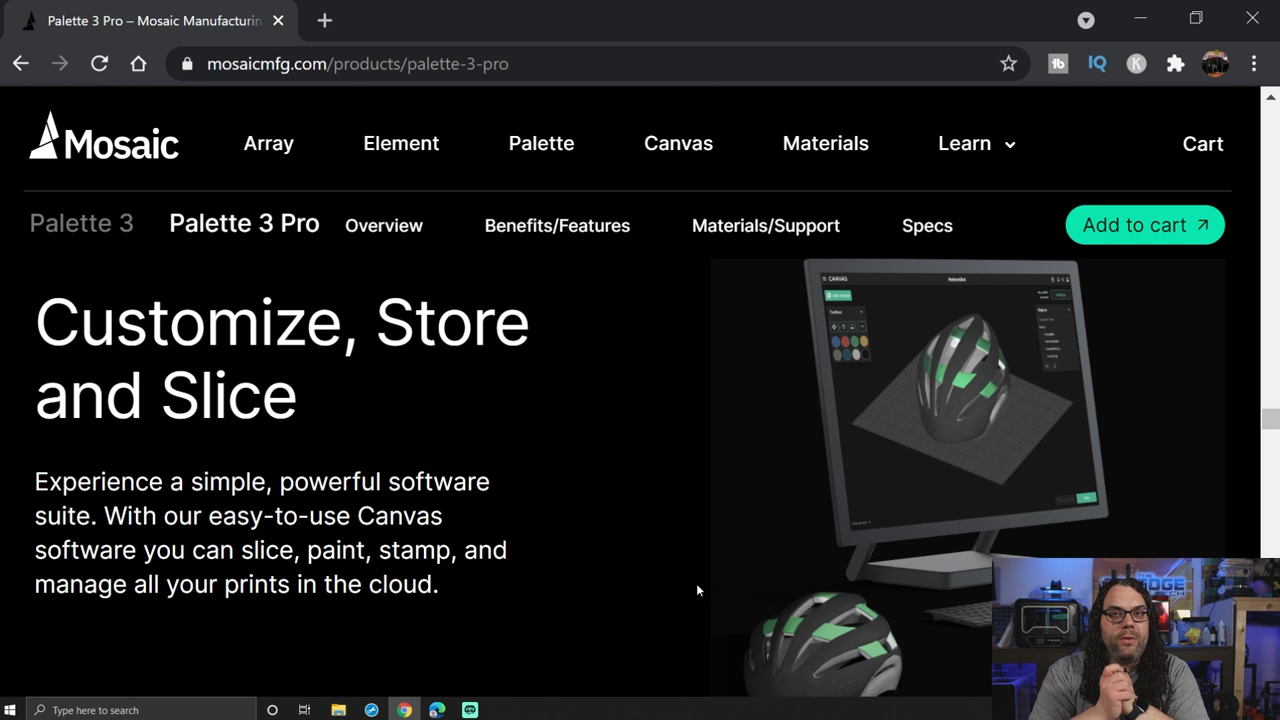 Palette 3 Pro – Mosaic Manufacturin
mosaicmfg.com/products/palette-3-pro
tb
IQ
K
Mosaic
Array
Element
Palette
Canvas
Materials
Learn
Cart
Palette 3
Palette 3 Pro
Overview
Benefits/Features
Materials/Support
Specs
Add to cart
Customize, Store
and Slice
CANVAS
Experience a simple, powerful software
suite. With our easy-to-use Canvas
software you can slice, paint, stamp, and
manage all your prints in the cloud.
Type here to search